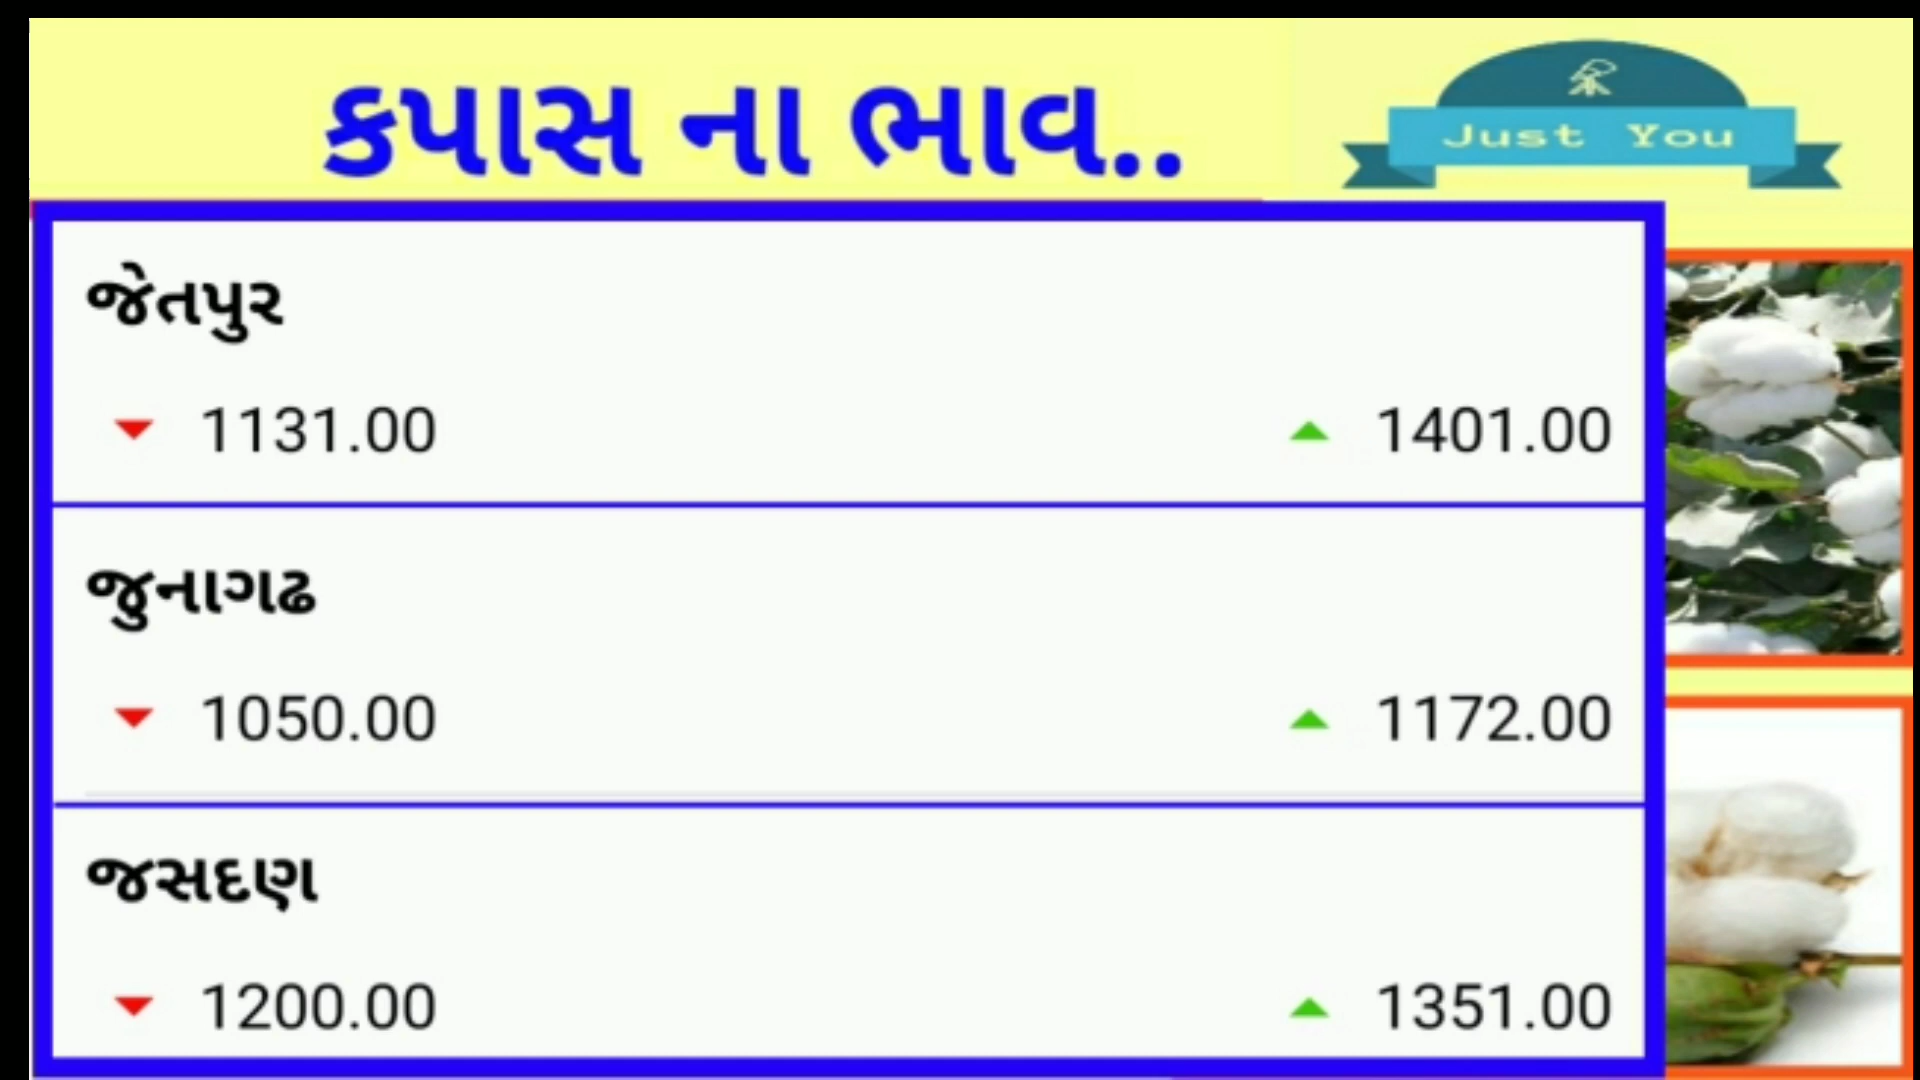 કપાસ ના ભાવ..
Just You
જેતપુર
1131.00 1401.00
જુનાગઢ
1050.00 1172.00
જસદણ
1200.00 1351.00